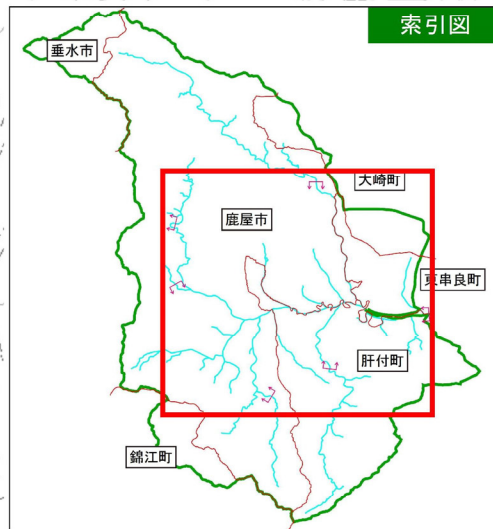 索引図
垂水市
大崎町
鹿屋市
東串良町
肝付町
錦江町